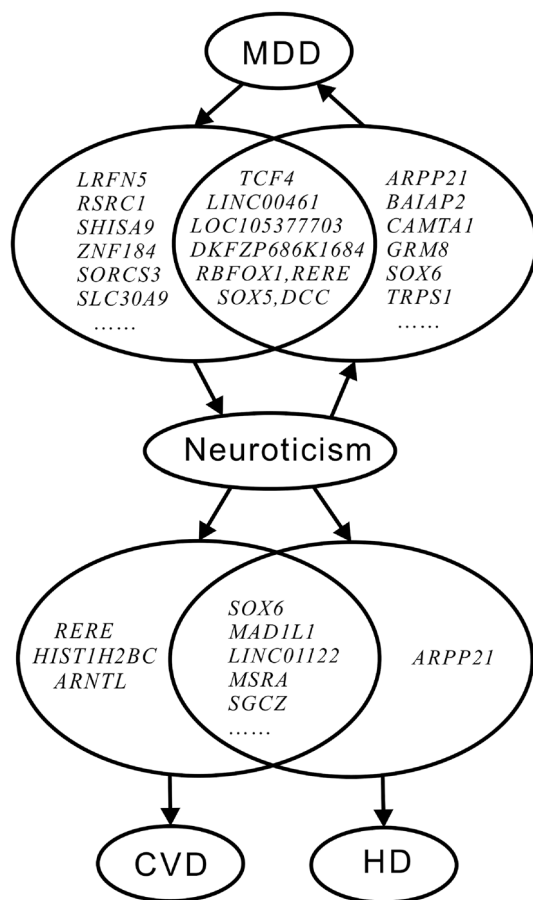 MDD
LRFN5
RSRC1
SHISA9
ZNF184
SORCS3
SLC30A9
......
TCF4
LINC00461
LOC105377703
DKFZP686K1684
RBFOX1,RERE
SOX5,DCC
ARPP21
BAIAP2
CAMTA1
GRM8
SOX6
TRPS1
......
Neuroticism
RERE
HIST1H2BC
ARNTL
SOX6
MAD1L1
LINC01122
MSRA
SGCZ
......
ARPP21
CVD
HD